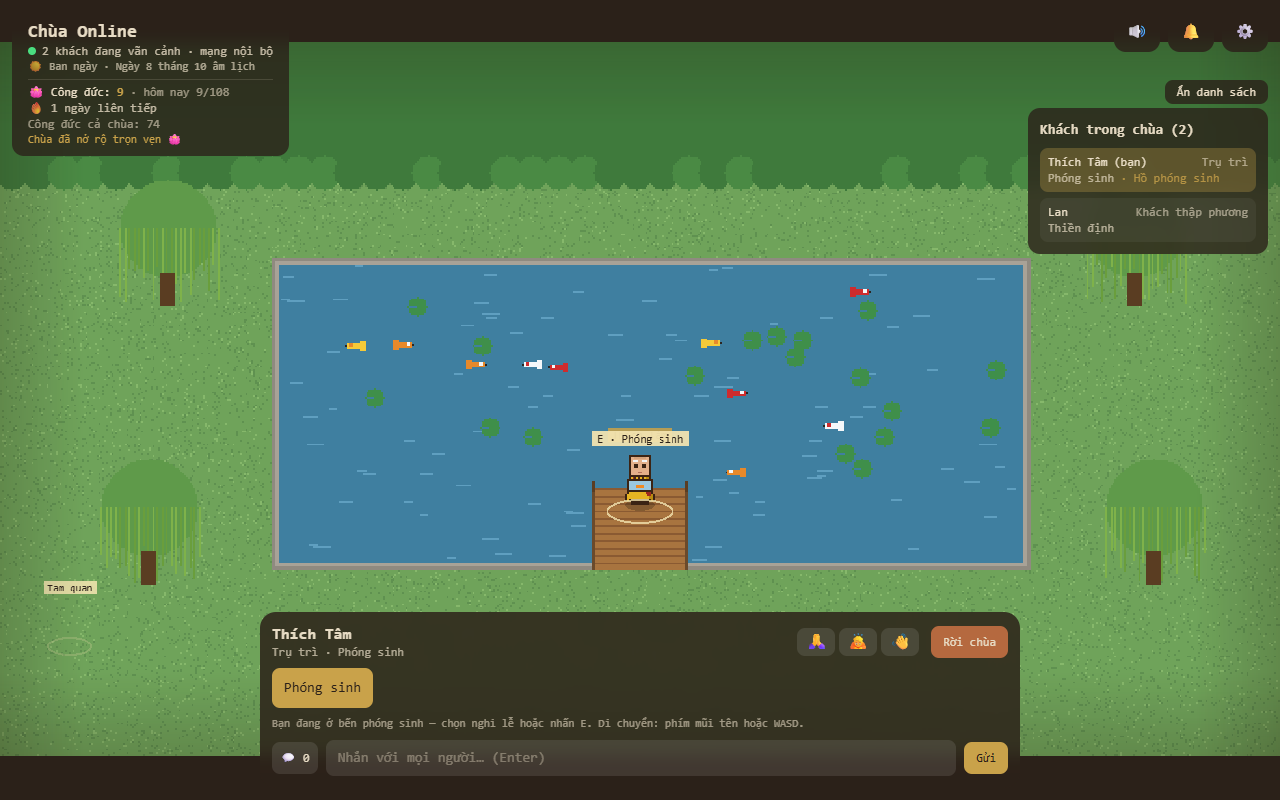 Chùa Online
2 khách đang vãn cảnh · mạng nội bộ
Ban ngày · Ngày 8 tháng 10 âm lịch
Công đức: 9 · hôm nay 9/108
1 ngày liên tiếp
Công đức cả chùa: 74
Chùa đã nở rộ trọn vẹn
Ẩn danh sách
Khách trong chùa (2)
Thích Tâm (bạn) Trụ trì
Phóng sinh · Hồ phóng sinh
Lan Khách thập phương
Thiền định
E · Phóng sinh
Tam quan
Thích Tâm
Trụ trì · Phóng sinh
Rời chùa
Phóng sinh
Bạn đang ở bến phóng sinh — chọn nghi lễ hoặc nhấn E. Di chuyển: phím mũi tên hoặc WASD.
0
Nhắn với mọi người… (Enter)
Gửi